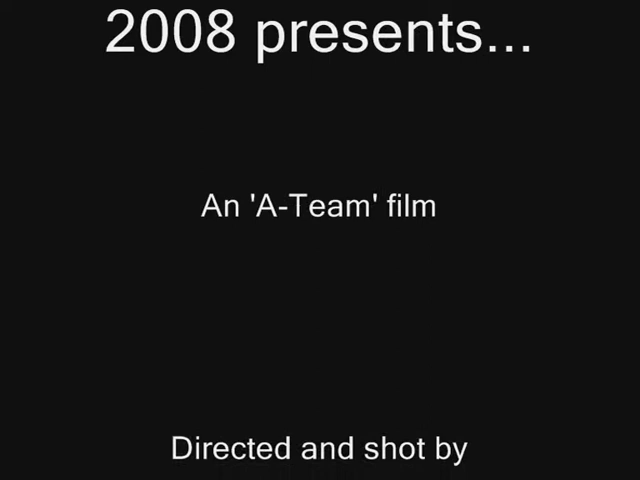 2008 presents...
An 'A-Team' film
Directed and shot by